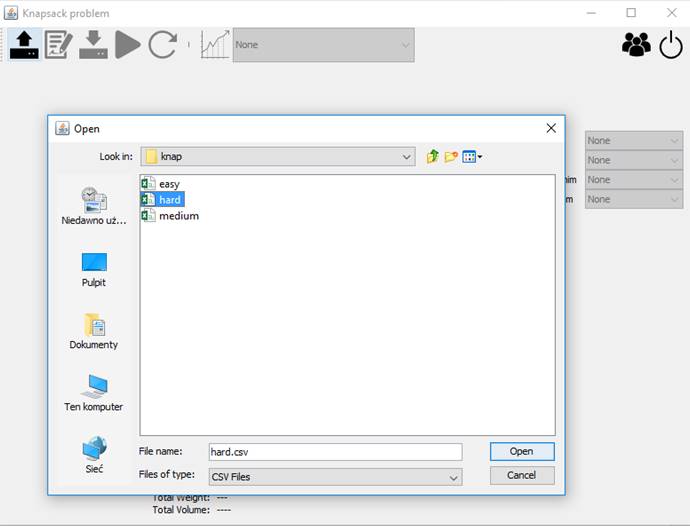 Knapsack problem
None
Open
Look in:
knap
None
None
nim
None
m
None
easy
hard
medium
Niedawno uż...
Pulpit
Dokumenty
Ten komputer
Sieć
File name:
hard.csv
Open
Files of type:
CSV Files
Cancel
Total Weight: ---
Total Volume: ----